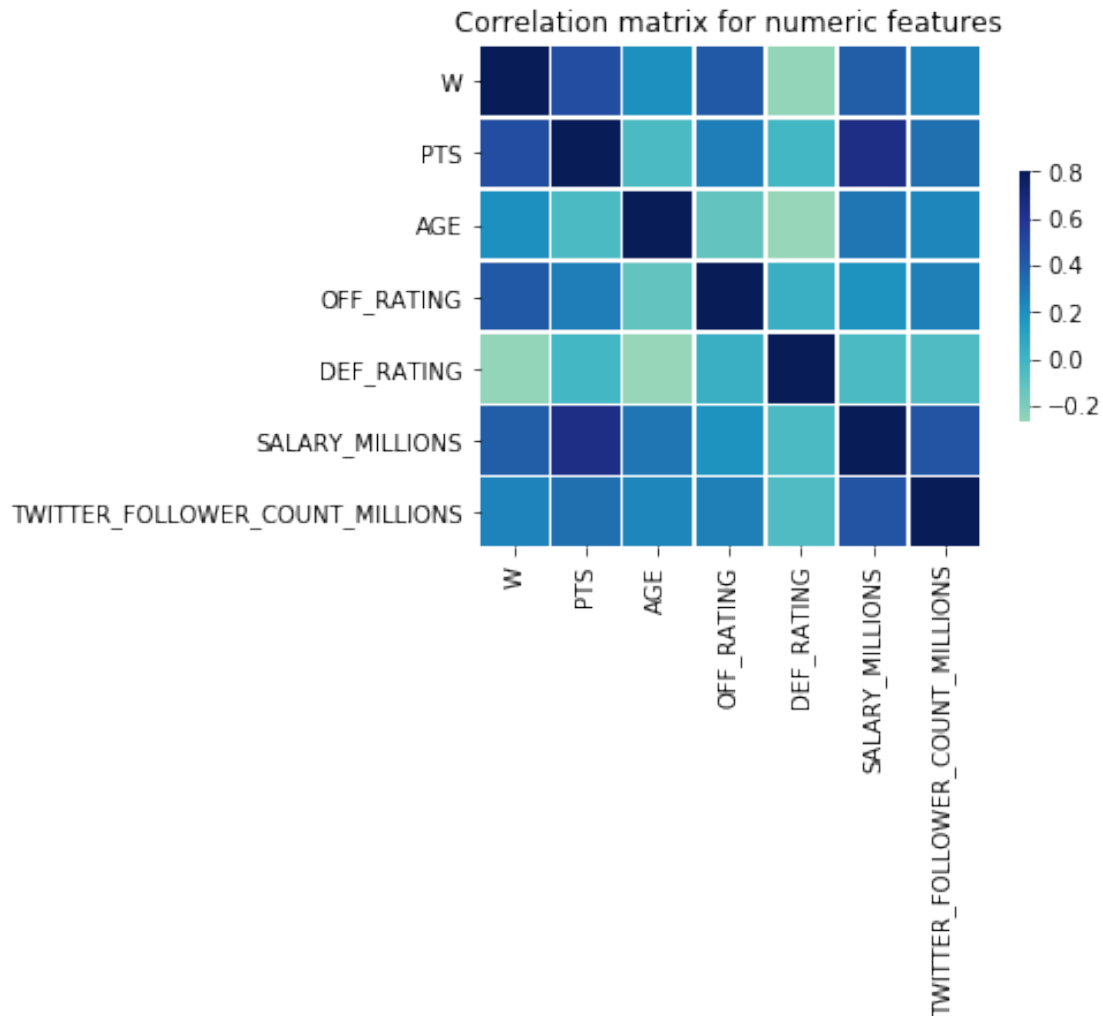 Correlation matrix for numeric features
W
PTS
AGE
OFF_RATING
DEF_RATING
SALARY_MILLIONS
TWITTER_FOLLOWER_COUNT_MILLIONS
W
PTS
AGE
OFF_RATING
DEF_RATING
SALARY_MILLIONS
TWITTER_FOLLOWER_COUNT_MILLIONS
0.8
0.6
0.4
0.2
0.0
−0.2